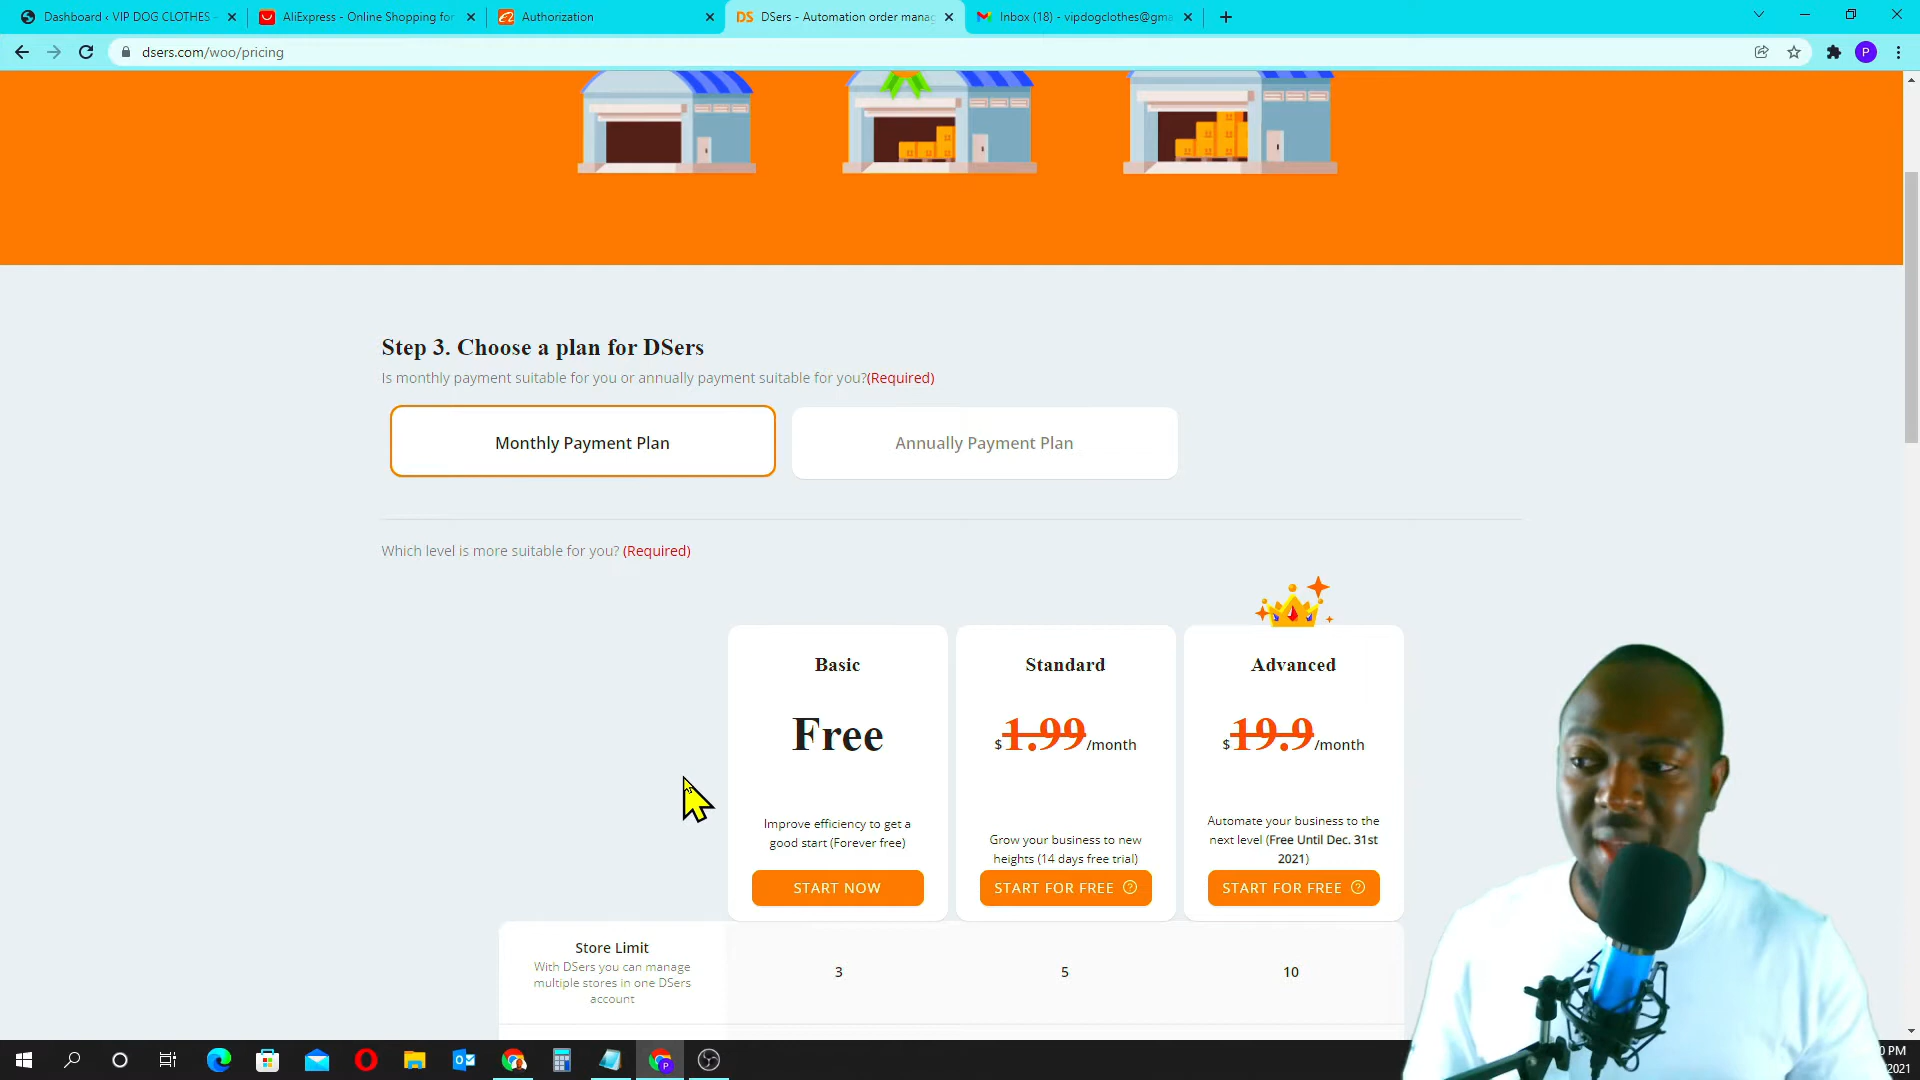 Dashboard ‹ VIP DOG CLOTHES –
AliExpress - Online Shopping for
Authorization
DS DSers - Automation order manag
Inbox (18) - vipdogclothes@gma
dsers.com/woo/pricing
P
Step 3. Choose a plan for DSers
Is monthly payment suitable for you or annually payment suitable for you?(Required)
Monthly Payment Plan
Annually Payment Plan
Which level is more suitable for you? (Required)
Basic
Standard
Advanced
Free
$1.99/month
$19.9/month
Improve efficiency to get a
good start (Forever free)
Grow your business to new
heights (14 days free trial)
Automate your business to the
next level (Free Until Dec. 31st
2021)
START NOW
START FOR FREE
START FOR FREE
Store Limit
With DSers you can manage
multiple stores in one DSers
account
3
5
10
PM
2021